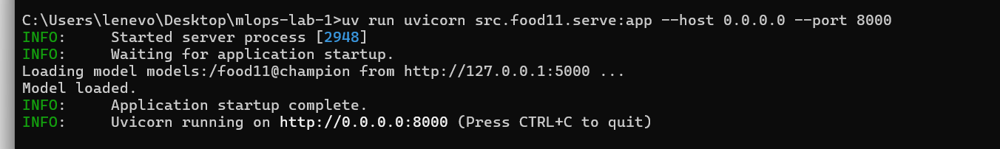 C:\Users\lenevo\Desktop\mlops-lab-1>uv run uvicorn src.food11.serve:app --host 0.0.0.0 --port 8000
INFO:     Started server process [2948]
INFO:     Waiting for application startup.
Loading model models:/food11@champion from http://127.0.0.1:5000 ...
Model loaded.
INFO:     Application startup complete.
INFO:     Uvicorn running on http://0.0.0.0:8000 (Press CTRL+C to quit)